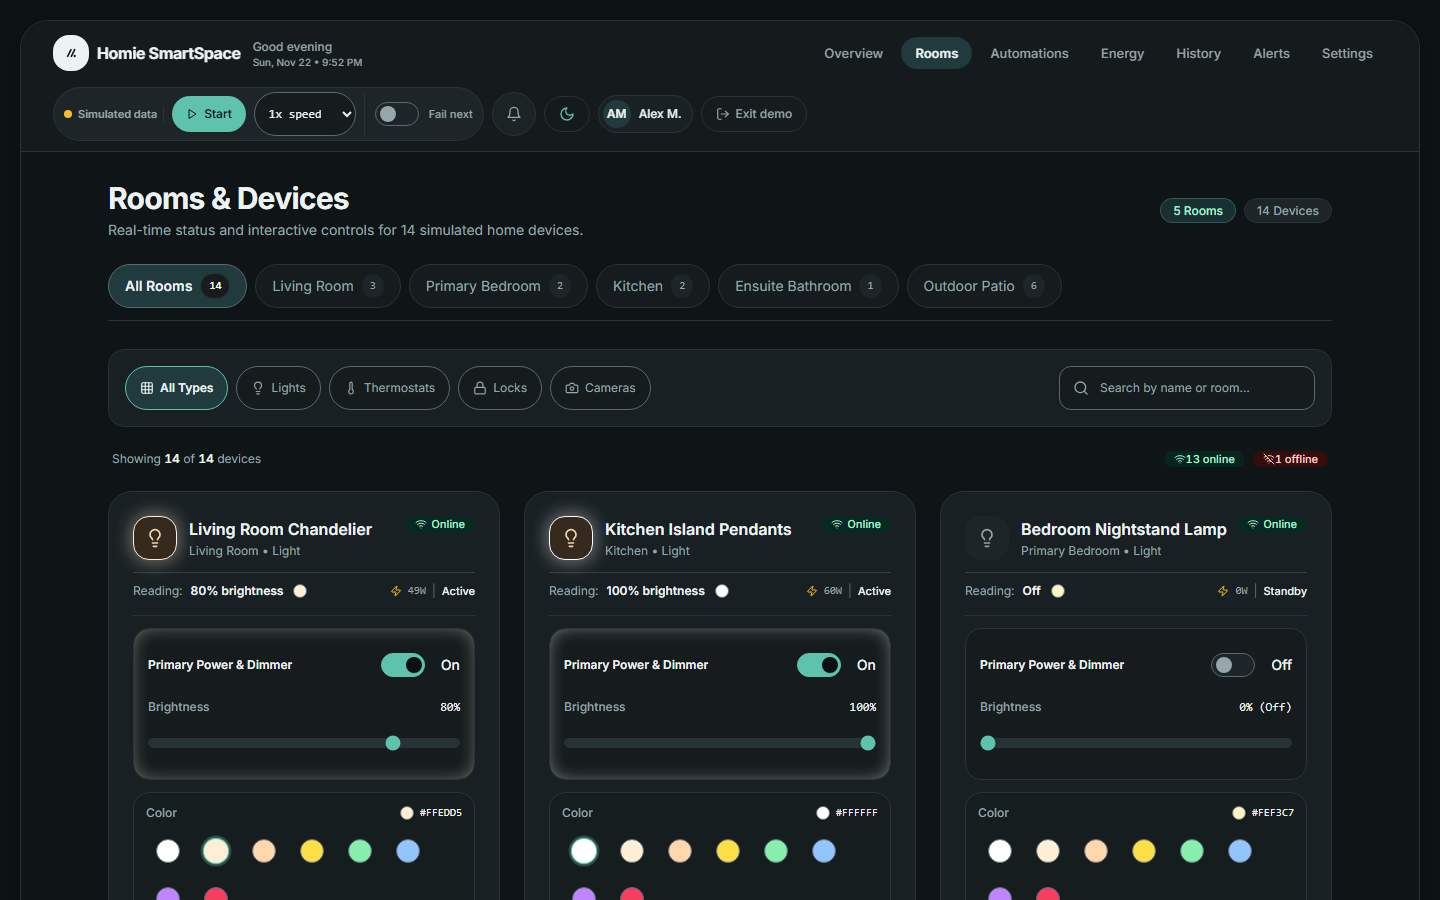 Homie SmartSpace
Good evening
Sun, Nov 22 • 9:52 PM
Overview
Rooms
Automations
Energy
History
Alerts
Settings
Simulated data
Start
1x speed
Fail next
AM
Alex M.
Exit demo
Rooms & Devices
Real-time status and interactive controls for 14 simulated home devices.
5 Rooms
14 Devices
All Rooms 14
Living Room 3
Primary Bedroom 2
Kitchen 2
Ensuite Bathroom 1
Outdoor Patio 6
All Types
Lights
Thermostats
Locks
Cameras
Search by name or room...
Showing 14 of 14 devices
13 online
1 offline
Living Room Chandelier
Online
Living Room • Light
Reading: 80% brightness
49W | Active
Primary Power & Dimmer
On
Brightness
80%
Color
#FFEDD5
Kitchen Island Pendants
Online
Kitchen • Light
Reading: 100% brightness
60W | Active
Primary Power & Dimmer
On
Brightness
100%
Color
#FFFFFF
Bedroom Nightstand Lamp
Online
Primary Bedroom • Light
Reading: Off
0W | Standby
Primary Power & Dimmer
Off
Brightness
0% (Off)
Color
#FEF3C7